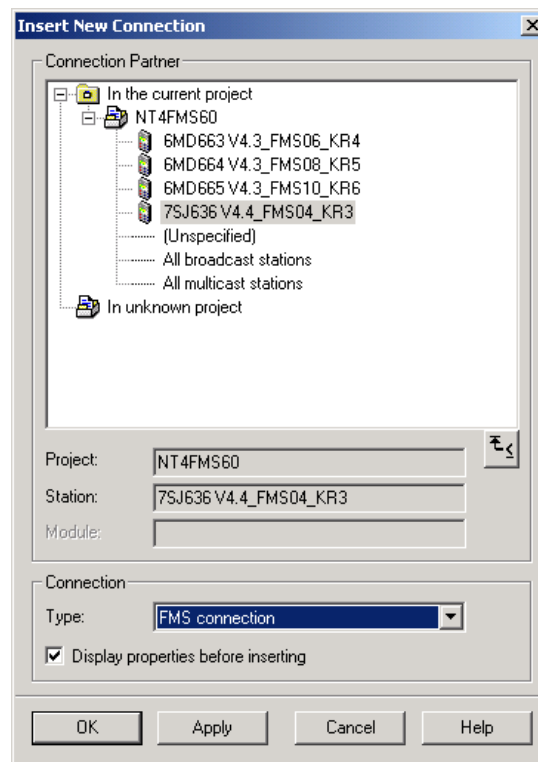 Insert New Connection
Connection Partner
In the current project
NT4FMS60
6MD663 V4.3_FMS06_KR4
6MD664 V4.3_FMS08_KR5
6MD665 V4.3_FMS10_KR6
7SJ636 V4.4_FMS04_KR3
(Unspecified)
All broadcast stations
All multicast stations
In unknown project
Project: NT4FMS60
Station: 7SJ636 V4.4_FMS04_KR3
Module:
Connection
Type: FMS connection
Display properties before inserting
OK Apply Cancel Help